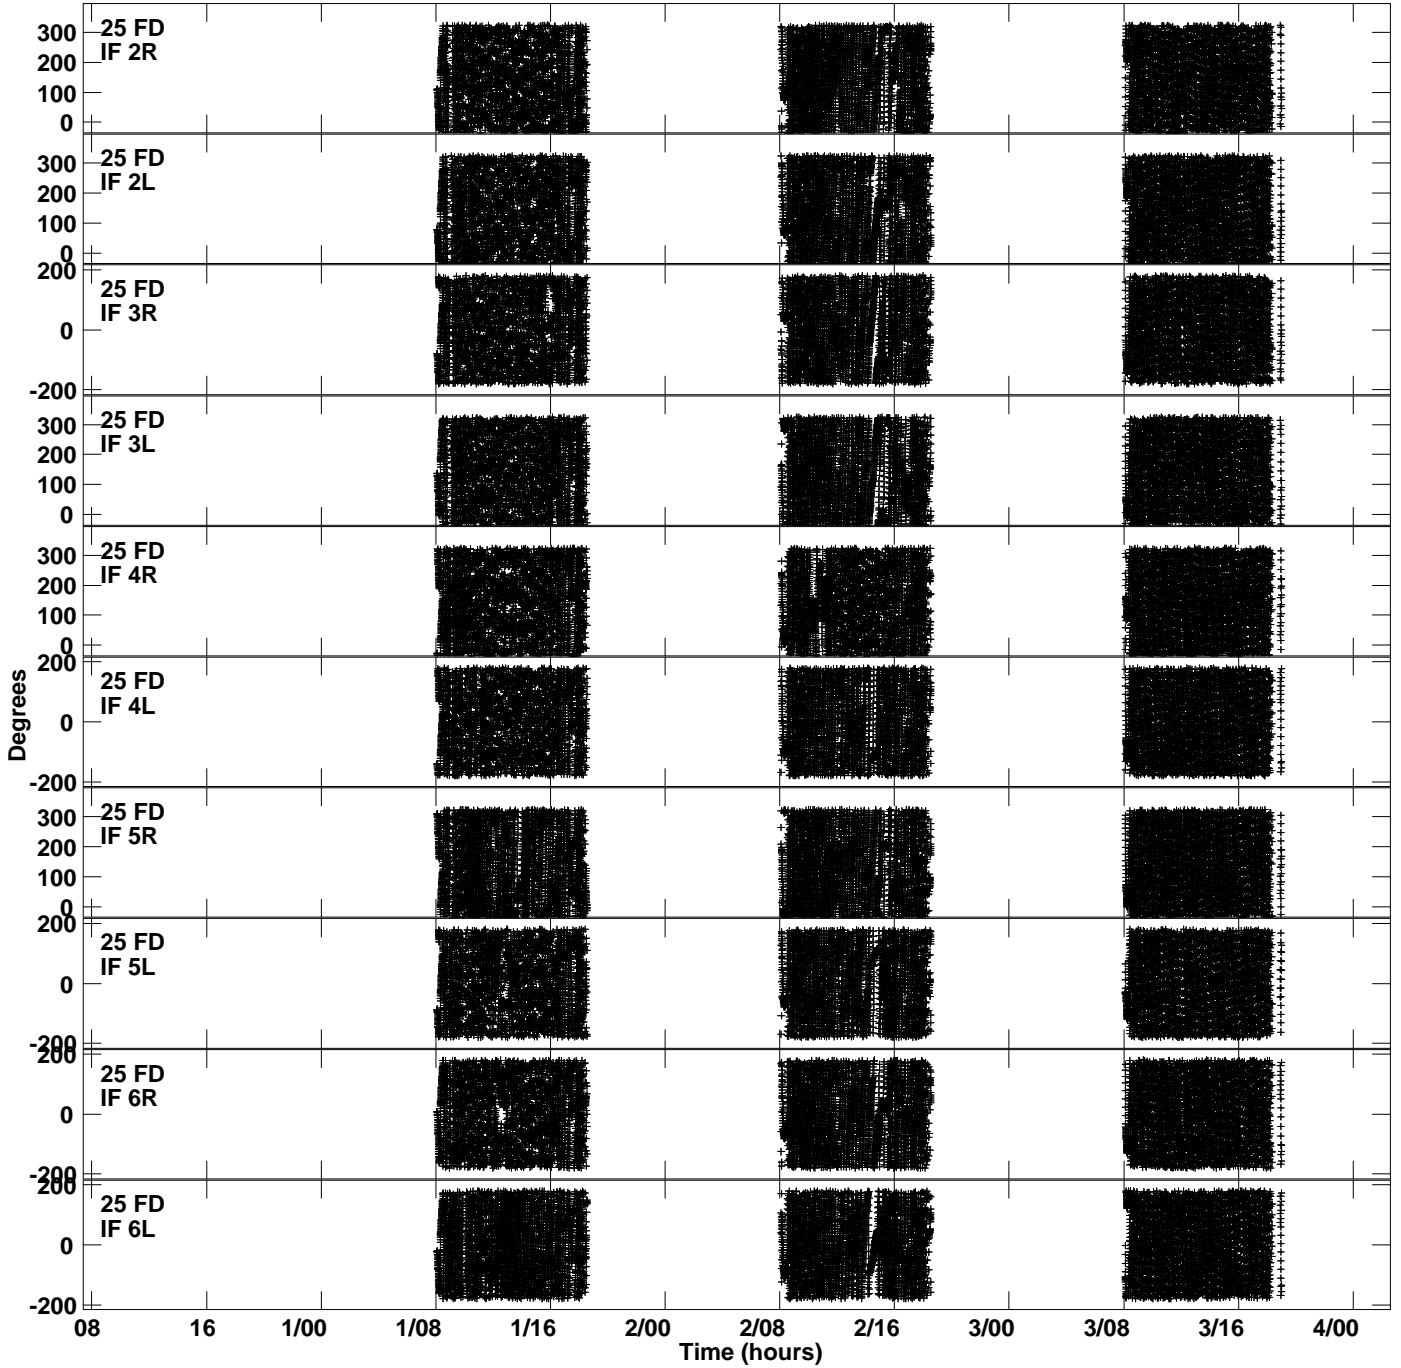 25 FD
IF 2R
300
200
100
0
25 FD
IF 2L
300
200
100
0
25 FD
IF 3R
200
0
-200
25 FD
IF 3L
300
200
100
0
25 FD
IF 4R
300
200
100
0
25 FD
IF 4L
200
0
-200
25 FD
IF 5R
300
200
100
0
25 FD
IF 5L
200
0
-200
25 FD
IF 6R
200
0
-200
25 FD
IF 6L
200
0
-200
Degrees
08 16 1/00 1/08 1/16 2/00 2/08 2/16 3/00 3/08 3/16 4/00
Time (hours)